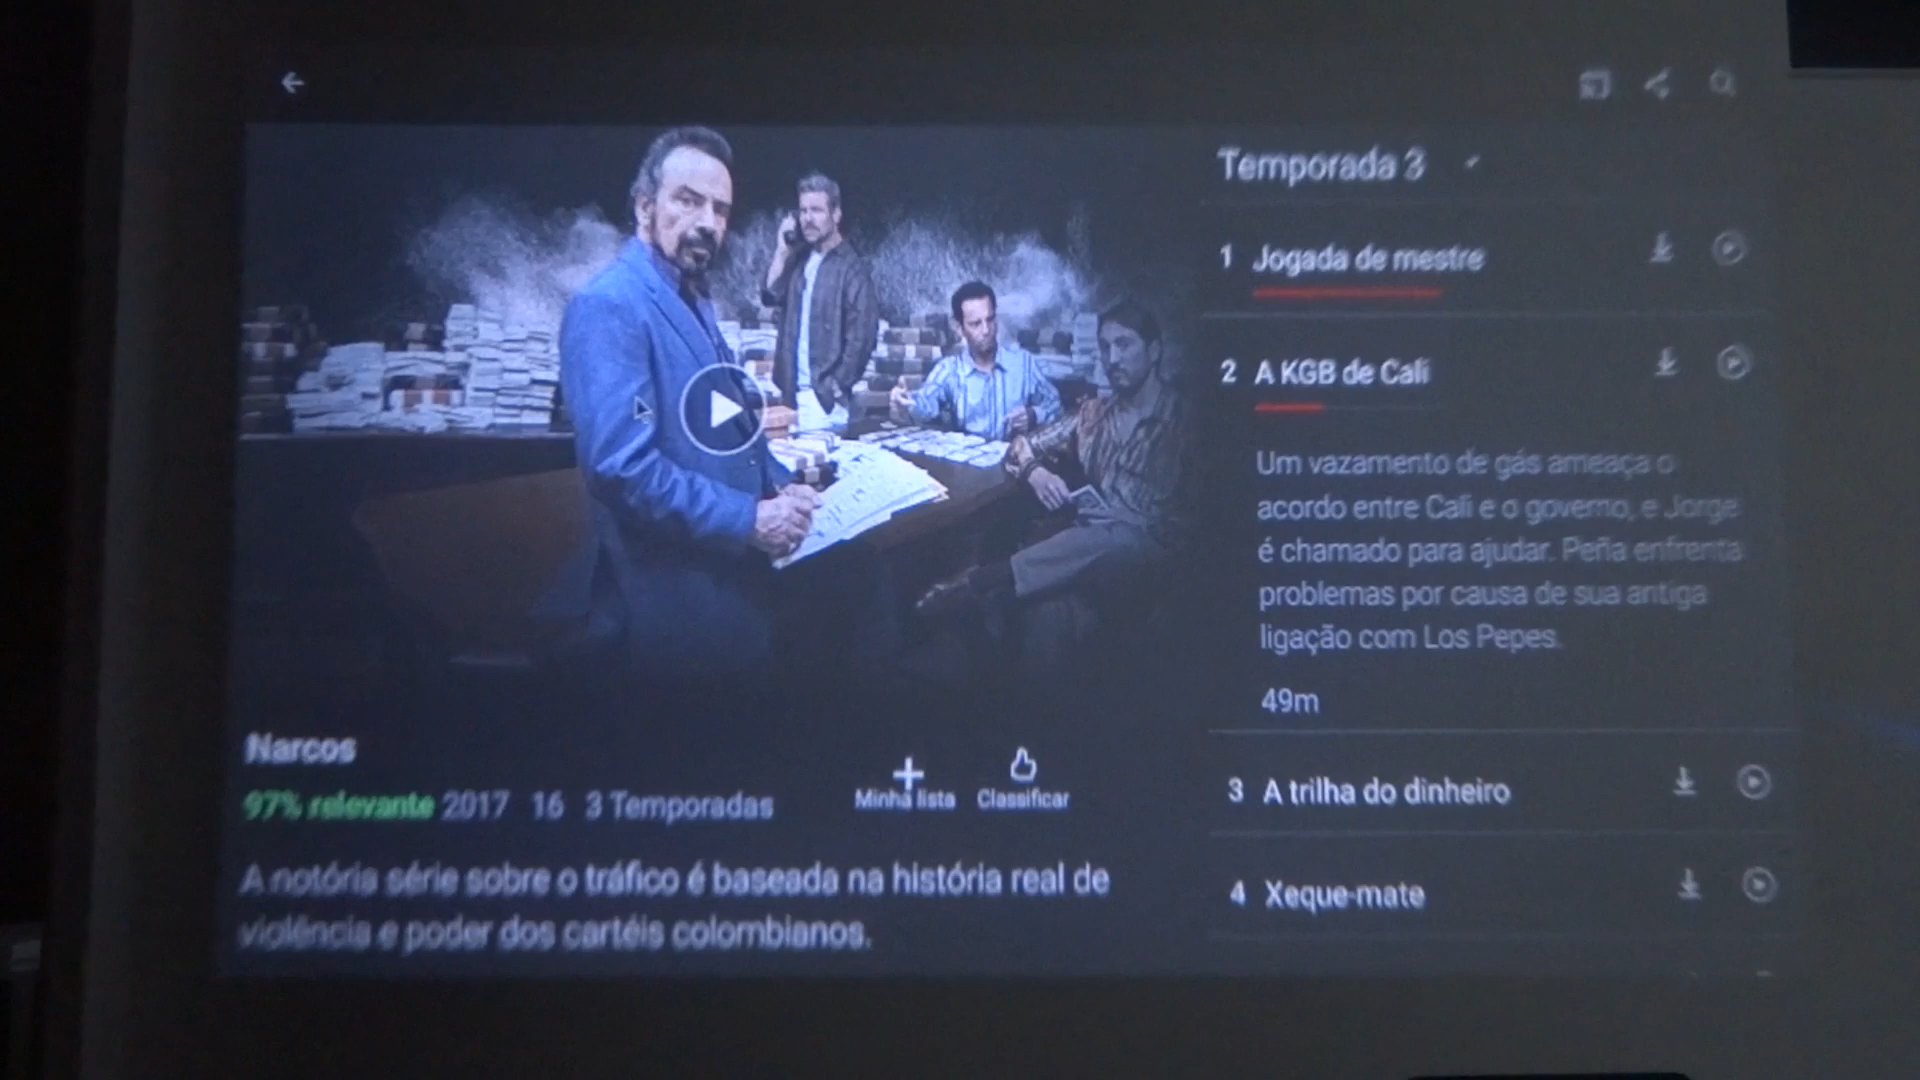 Temporada 3
1 Jogada de mestre
2 A KGB de Cali
Um vazamento de gás ameaça o
acordo entre Cali e o governo, e Jorge
é chamado para ajudar. Peña enfrenta
problemas por causa de sua antiga
ligação com Los Pepes.
49m
3 A trilha do dinheiro
4 Xeque-mate
Narcos
97% relevante 2017 16 3 Temporadas
Minha lista Classificar
A notória série sobre o tráfico é baseada na história real de
violência e poder dos cartéis colombianos.